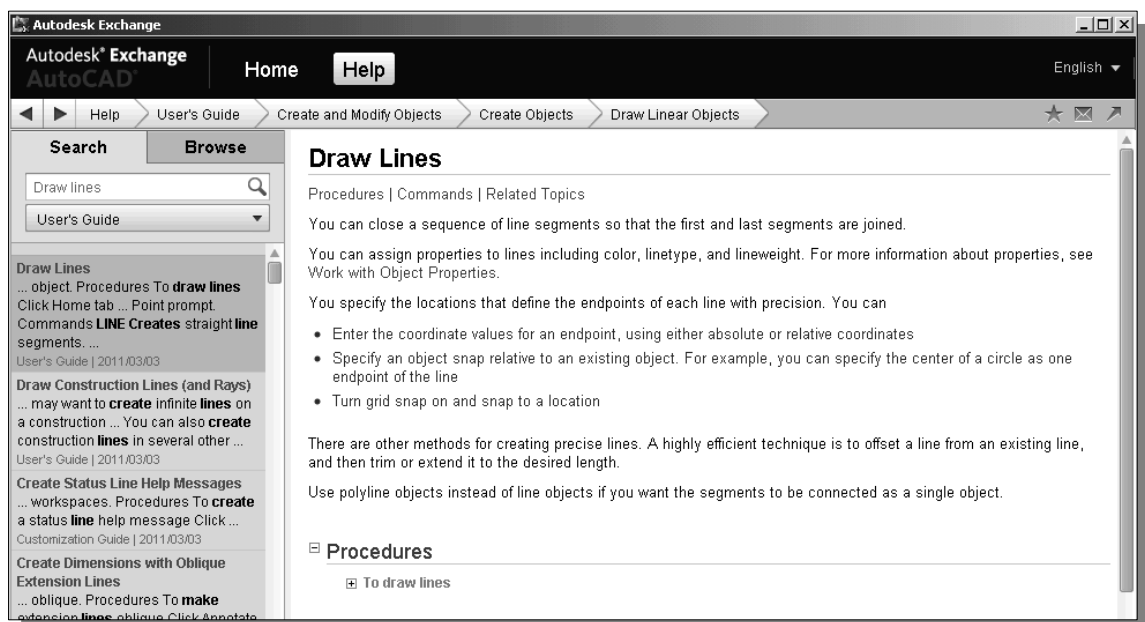 Autodesk Exchange
Autodesk® Exchange
AutoCAD®
Home
Help
English
Help
User's Guide
Create and Modify Objects
Create Objects
Draw Linear Objects
Search
Browse
Draw lines
User's Guide
Draw Lines
... object. Procedures To draw lines
Click Home tab ... Point prompt.
Commands LINE Creates straight line
segments. ...
User's Guide | 2011/03/03
Draw Construction Lines (and Rays)
... may want to create infinite lines on
a construction ... You can also create
construction lines in several other ...
User's Guide | 2011/03/03
Create Status Line Help Messages
... workspaces. Procedures To create
a status line help message Click ...
Customization Guide | 2011/03/03
Create Dimensions with Oblique
Extension Lines
... oblique. Procedures To make
extension lines oblique Click Annotate
Draw Lines
Procedures | Commands | Related Topics
You can close a sequence of line segments so that the first and last segments are joined.
You can assign properties to lines including color, linetype, and lineweight. For more information about properties, see
Work with Object Properties.
You specify the locations that define the endpoints of each line with precision. You can
• Enter the coordinate values for an endpoint, using either absolute or relative coordinates
• Specify an object snap relative to an existing object. For example, you can specify the center of a circle as one
endpoint of the line
• Turn grid snap on and snap to a location
There are other methods for creating precise lines. A highly efficient technique is to offset a line from an existing line,
and then trim or extend it to the desired length.
Use polyline objects instead of line objects if you want the segments to be connected as a single object.
Procedures
To draw lines